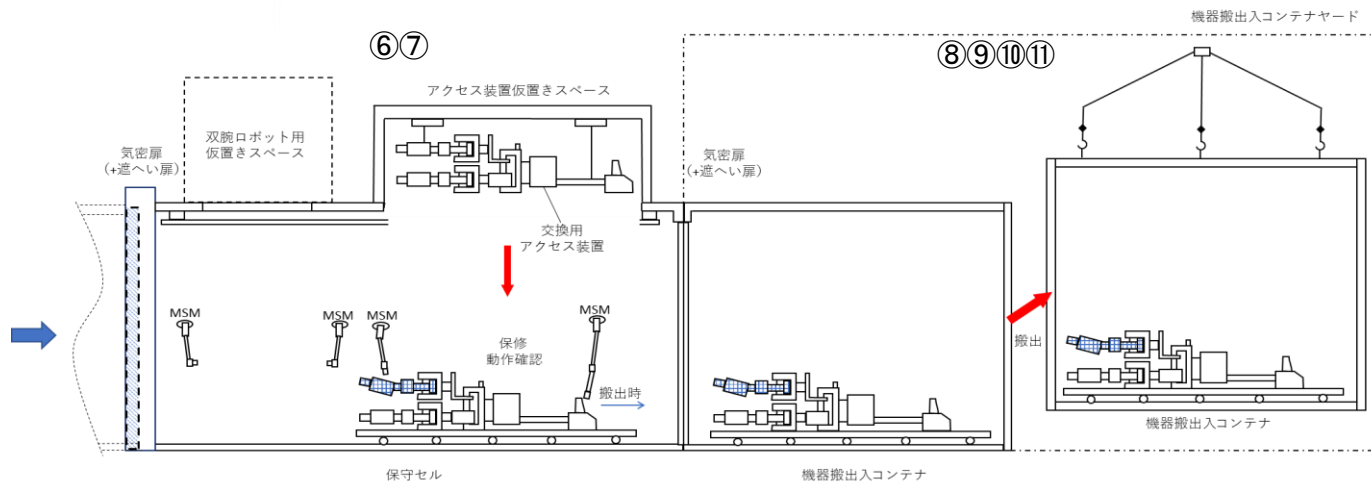 機器搬出入コンテナヤード
⑥⑦
⑧⑨⑩⑪
アクセス装置仮置きスペース
双腕ロボット用
仮置きスペース
気密扉
(+遮へい扉)
気密扉
(+遮へい扉)
交換用
アクセス装置
MSM
MSM
MSM
MSM
保修
動作確認
搬出時
搬出
機器搬出入コンテナ
保守セル
機器搬出入コンテナ